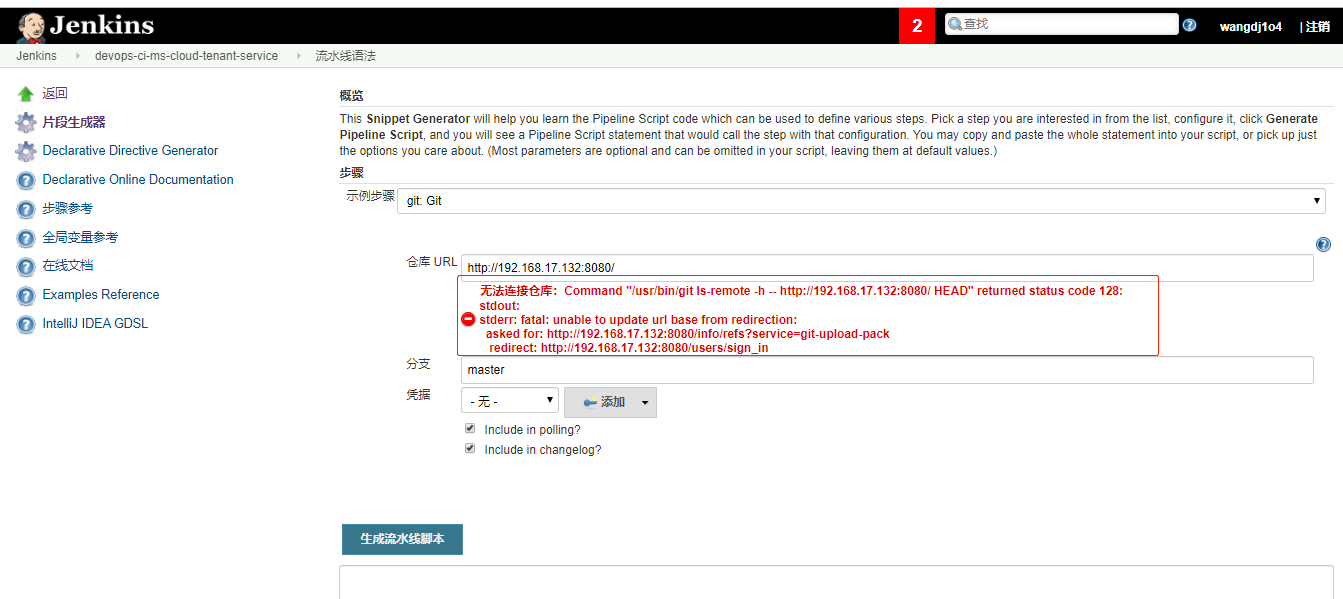 Jenkins
2
查找
wangdj1o4
| 注销
Jenkins
devops-ci-ms-cloud-tenant-service
流水线语法
返回
片段生成器
Declarative Directive Generator
Declarative Online Documentation
步骤参考
全局变量参考
在线文档
Examples Reference
IntelliJ IDEA GDSL
概览
This Snippet Generator will help you learn the Pipeline Script code which can be used to define various steps. Pick a step you are interested in from the list, configure it, click Generate
Pipeline Script, and you will see a Pipeline Script statement that would call the step with that configuration. You may copy and paste the whole statement into your script, or pick up just
the options you care about. (Most parameters are optional and can be omitted in your script, leaving them at default values.)
步骤
示例步骤
git: Git
仓库 URL
http://192.168.17.132:8080/
无法连接仓库：Command "/usr/bin/git ls-remote -h -- http://192.168.17.132:8080/ HEAD" returned status code 128:
stdout:
stderr: fatal: unable to update url base from redirection:
asked for: http://192.168.17.132:8080/info/refs?service=git-upload-pack
redirect: http://192.168.17.132:8080/users/sign_in
分支
master
凭据
- 无 -
添加
Include in polling?
Include in changelog?
生成流水线脚本